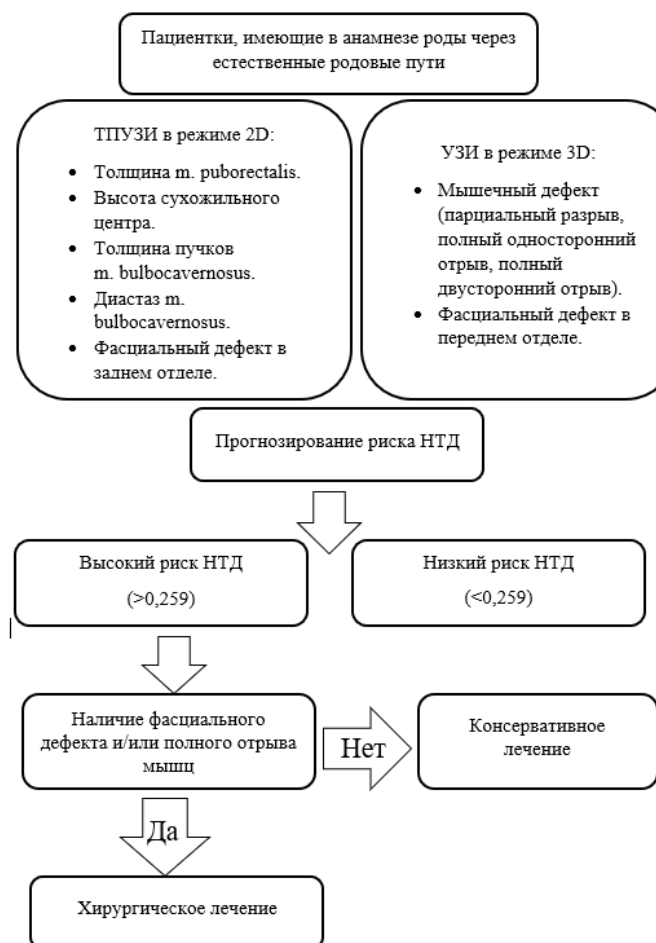 Пациентки, имеющие в анамнезе роды через
естественные родовые пути
ТПУЗИ в режиме 2D:
• Толщина m. puborectalis.
• Высота сухожильного
центра.
• Толщина пучков
m. bulbocavernosus.
• Диастаз m.
bulbocavernosus.
• Фасциальный дефект в
заднем отделе.
УЗИ в режиме 3D:
• Мышечный дефект
(парциальный разрыв,
полный односторонний
отрыв, полный
двусторонний отрыв).
• Фасциальный дефект в
переднем отделе.
Прогнозирование риска НТД
Высокий риск НТД
(>0,259)
Низкий риск НТД
(<0,259)
Наличие фасциального
дефекта и/или полного отрыва
мышц
Нет
Консервативное
лечение
Да
Хирургическое лечение